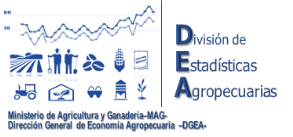 División de
Estadísticas
Agropecuarias
Ministerio de Agricultura y Ganadería-MAG-
Dirección General de Economía Agropecuaria -DGEA-